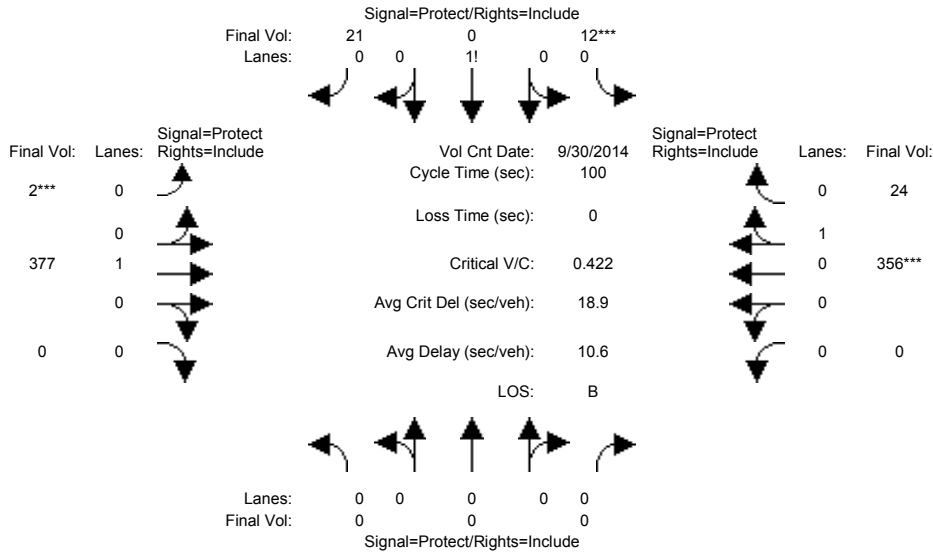 Signal=Protect/Rights=Include
Final Vol: 21 0 12***
Lanes: 0 0 1! 0 0
Signal=Protect
Final Vol: Lanes: Rights=Include
Vol Cnt Date: 9/30/2014
Signal=Protect
Rights=Include Lanes: Final Vol:
Cycle Time (sec): 100
2*** 0
0 24
Loss Time (sec): 0
0
1
377 1
Critical V/C: 0.422
0 356***
0
Avg Crit Del (sec/veh): 18.9
0
0 0
Avg Delay (sec/veh): 10.6
0 0
LOS: B
Lanes: 0 0 0 0 0
Final Vol: 0 0 0
Signal=Protect/Rights=Include